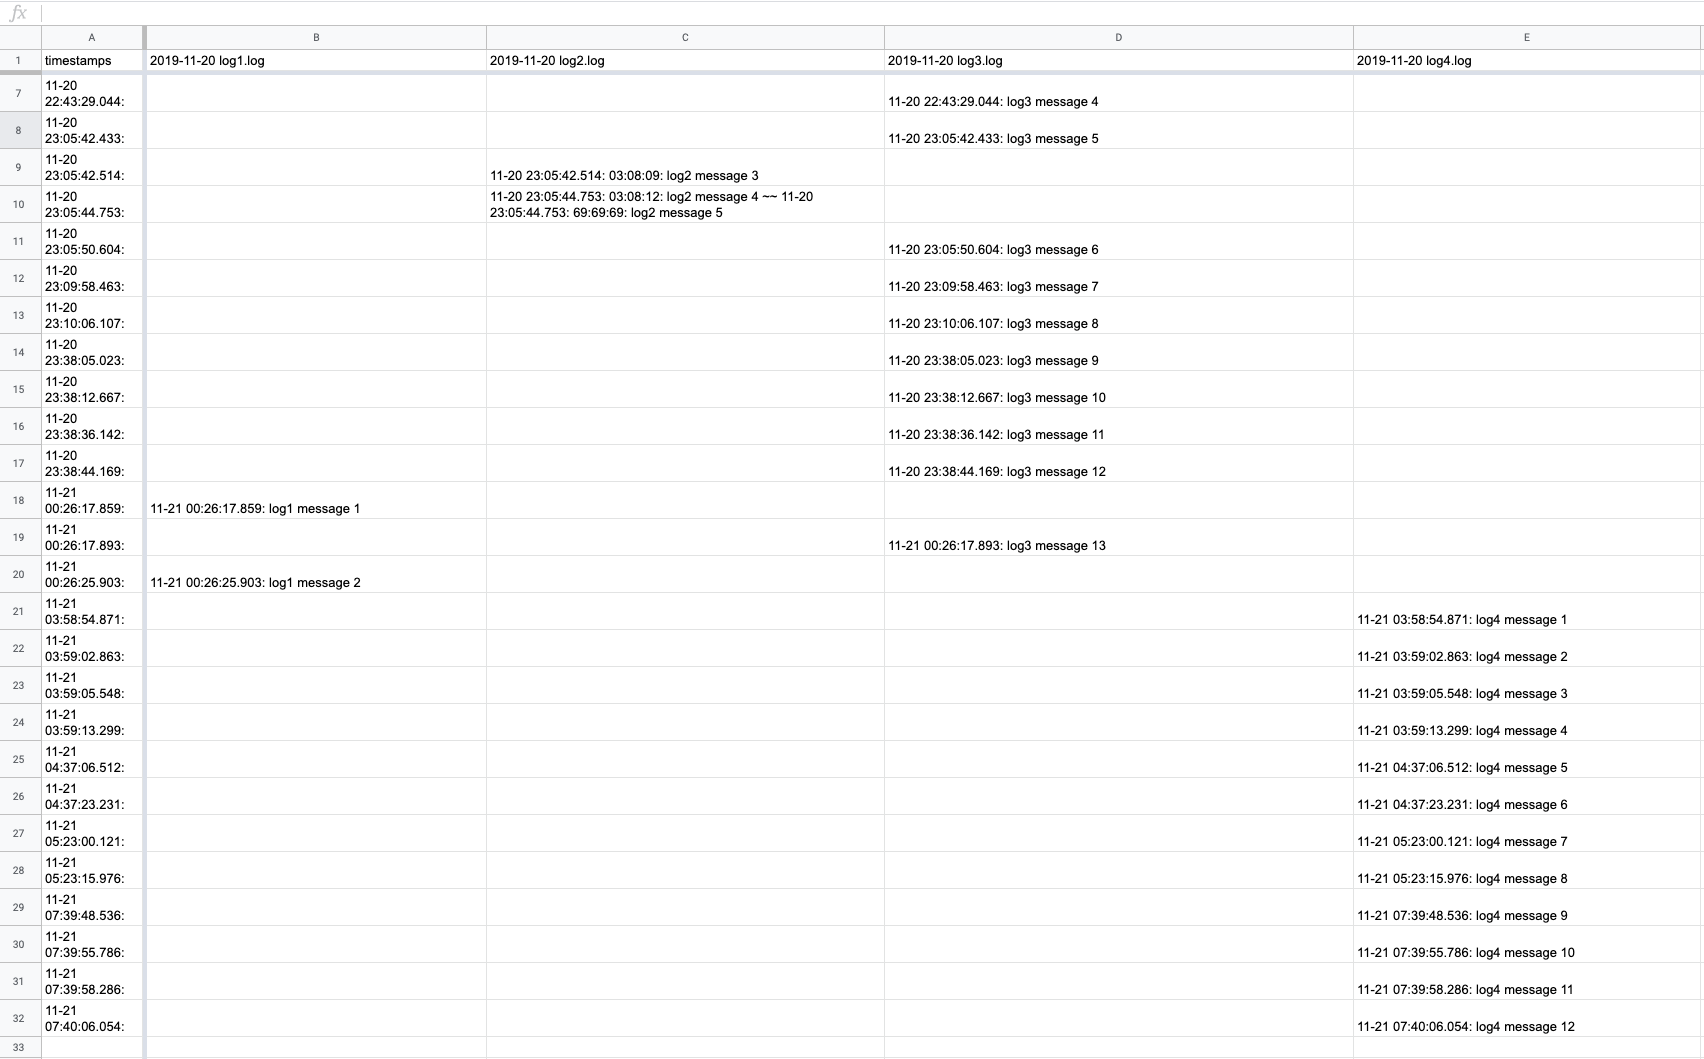 fx
A B C D E
1 timestamps 2019-11-20 log1.log 2019-11-20 log2.log 2019-11-20 log3.log 2019-11-20 log4.log
7 11-20
22:43:29.044: 11-20 22:43:29.044: log3 message 4
8 11-20
23:05:42.433: 11-20 23:05:42.433: log3 message 5
9 11-20
23:05:42.514: 11-20 23:05:42.514: 03:08:09: log2 message 3
10 11-20 11-20 23:05:44.753: 03:08:12: log2 message 4 ~~ 11-20
23:05:44.753: 23:05:44.753: 69:69:69: log2 message 5
11 11-20
23:05:50.604: 11-20 23:05:50.604: log3 message 6
12 11-20
23:09:58.463: 11-20 23:09:58.463: log3 message 7
13 11-20
23:10:06.107: 11-20 23:10:06.107: log3 message 8
14 11-20
23:38:05.023: 11-20 23:38:05.023: log3 message 9
15 11-20
23:38:12.667: 11-20 23:38:12.667: log3 message 10
16 11-20
23:38:36.142: 11-20 23:38:36.142: log3 message 11
17 11-20
23:38:44.169: 11-20 23:38:44.169: log3 message 12
18 11-21
00:26:17.859: 11-21 00:26:17.859: log1 message 1
19 11-21
00:26:17.893: 11-21 00:26:17.893: log3 message 13
20 11-21
00:26:25.903: 11-21 00:26:25.903: log1 message 2
21 11-21
03:58:54.871: 11-21 03:58:54.871: log4 message 1
22 11-21
03:59:02.863: 11-21 03:59:02.863: log4 message 2
23 11-21
03:59:05.548: 11-21 03:59:05.548: log4 message 3
24 11-21
03:59:13.299: 11-21 03:59:13.299: log4 message 4
25 11-21
04:37:06.512: 11-21 04:37:06.512: log4 message 5
26 11-21
04:37:23.231: 11-21 04:37:23.231: log4 message 6
27 11-21
05:23:00.121: 11-21 05:23:00.121: log4 message 7
28 11-21
05:23:15.976: 11-21 05:23:15.976: log4 message 8
29 11-21
07:39:48.536: 11-21 07:39:48.536: log4 message 9
30 11-21
07:39:55.786: 11-21 07:39:55.786: log4 message 10
31 11-21
07:39:58.286: 11-21 07:39:58.286: log4 message 11
32 11-21
07:40:06.054: 11-21 07:40:06.054: log4 message 12
33